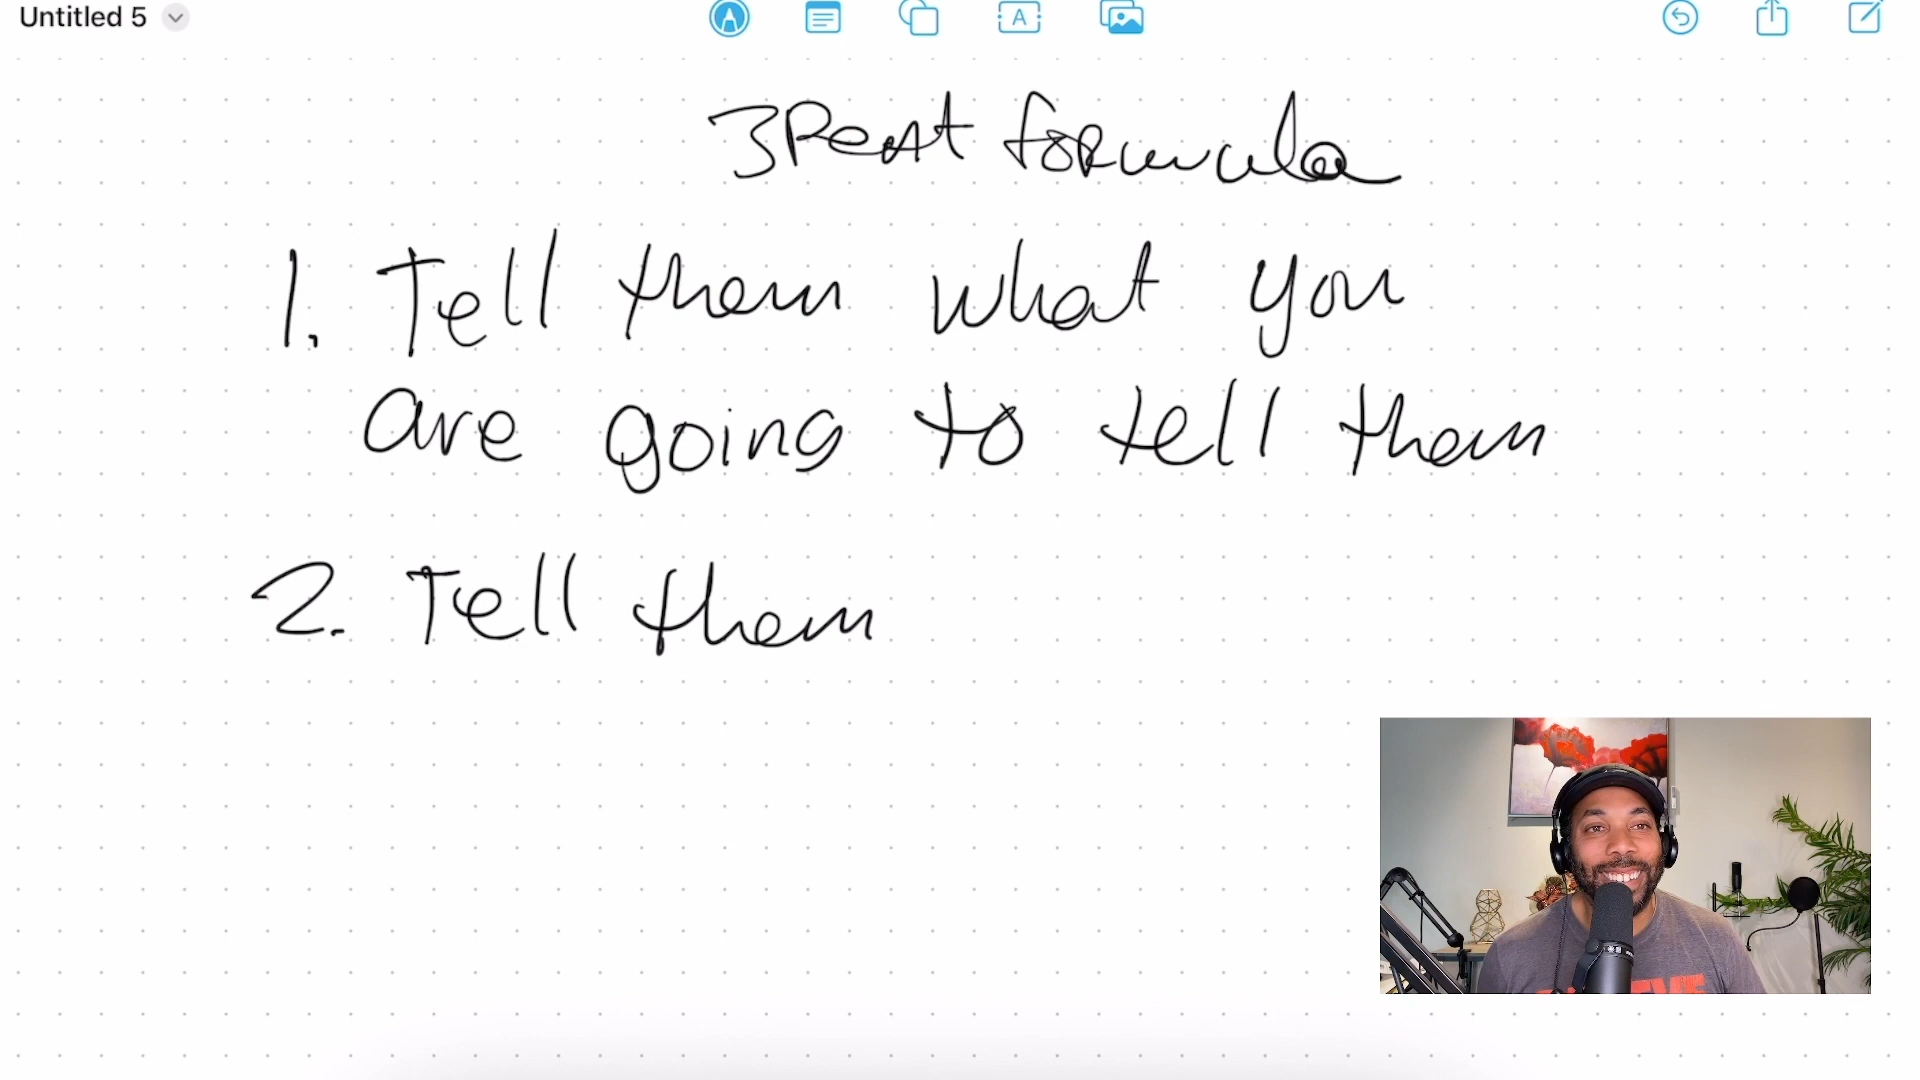 Untitled 5
A
3Peat formula
1. Tell them what you
are going to tell them
2. Tell them